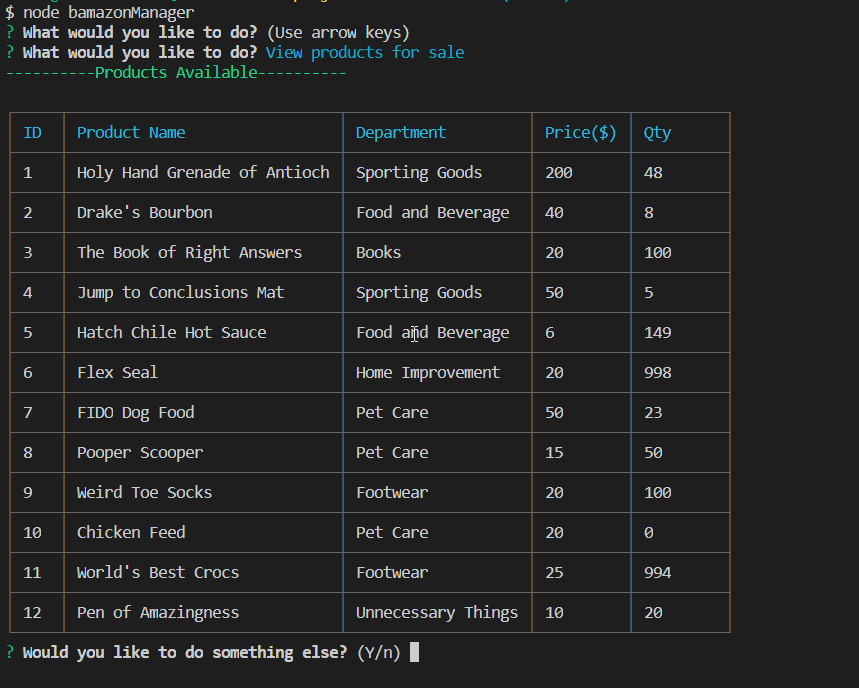 $ node bamazonManager
? What would you like to do? (Use arrow keys)
? What would you like to do? View products for sale
----------Products Available----------
ID Product Name Department Price($) Qty
1 Holy Hand Grenade of Antioch Sporting Goods 200 48
2 Drake's Bourbon Food and Beverage 40 8
3 The Book of Right Answers Books 20 100
4 Jump to Conclusions Mat Sporting Goods 50 5
5 Hatch Chile Hot Sauce Food and Beverage 6 149
6 Flex Seal Home Improvement 20 998
7 FIDO Dog Food Pet Care 50 23
8 Pooper Scooper Pet Care 15 50
9 Weird Toe Socks Footwear 20 100
10 Chicken Feed Pet Care 20 0
11 World's Best Crocs Footwear 25 994
12 Pen of Amazingness Unnecessary Things 10 20
? Would you like to do something else? (Y/n)